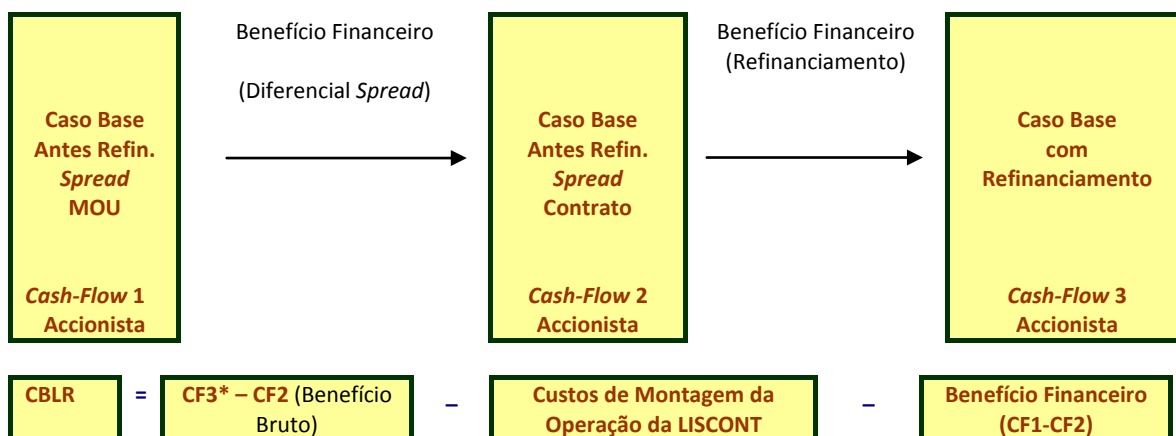 Benefício Financeiro
(Diferencial Spread)
Benefício Financeiro
(Refinanciamento)
Caso Base
Antes Refin.
Spread
MOU
Cash-Flow 1
Accionista
Caso Base
Antes Refin.
Spread
Contrato
Cash-Flow 2
Accionista
Caso Base
com
Refinanciamento
Cash-Flow 3
Accionista
CBLR
=
CF3* – CF2 (Benefício
Bruto)
–
Custos de Montagem da
Operação da LISCONT
–
Benefício Financeiro
(CF1-CF2)